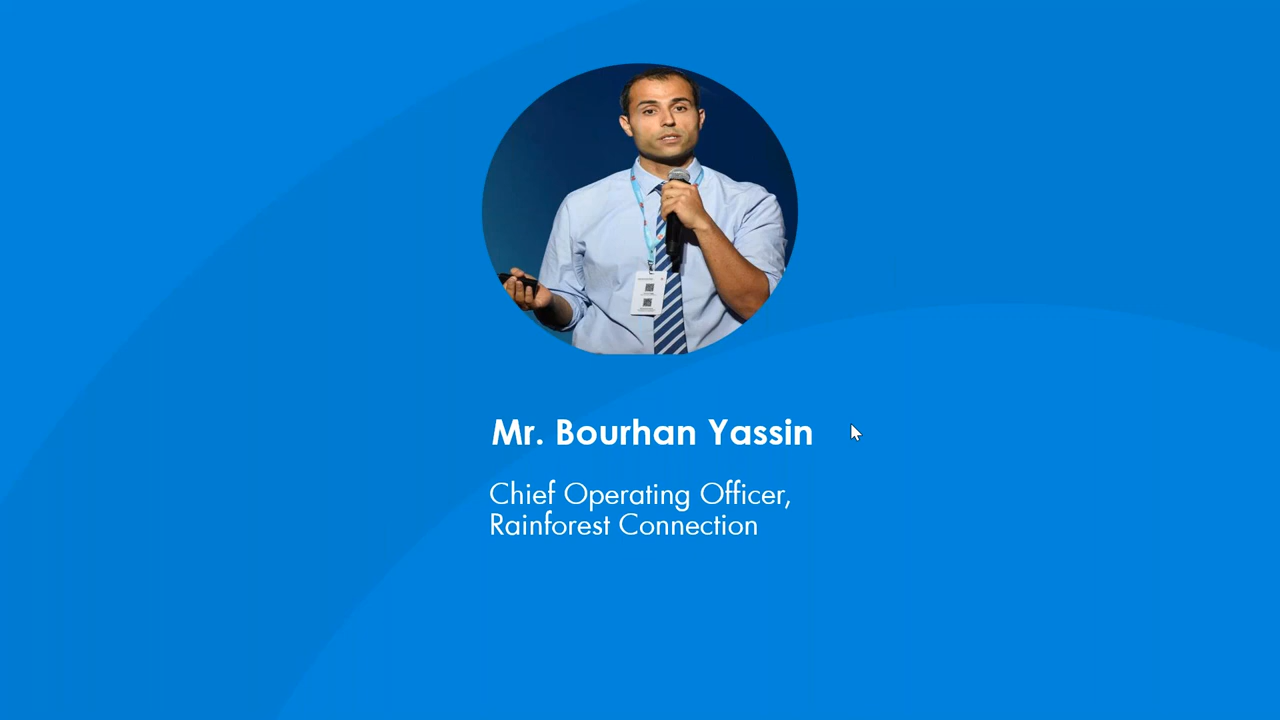 Mr. Bourhan Yassin
Chief Operating Officer,
Rainforest Connection